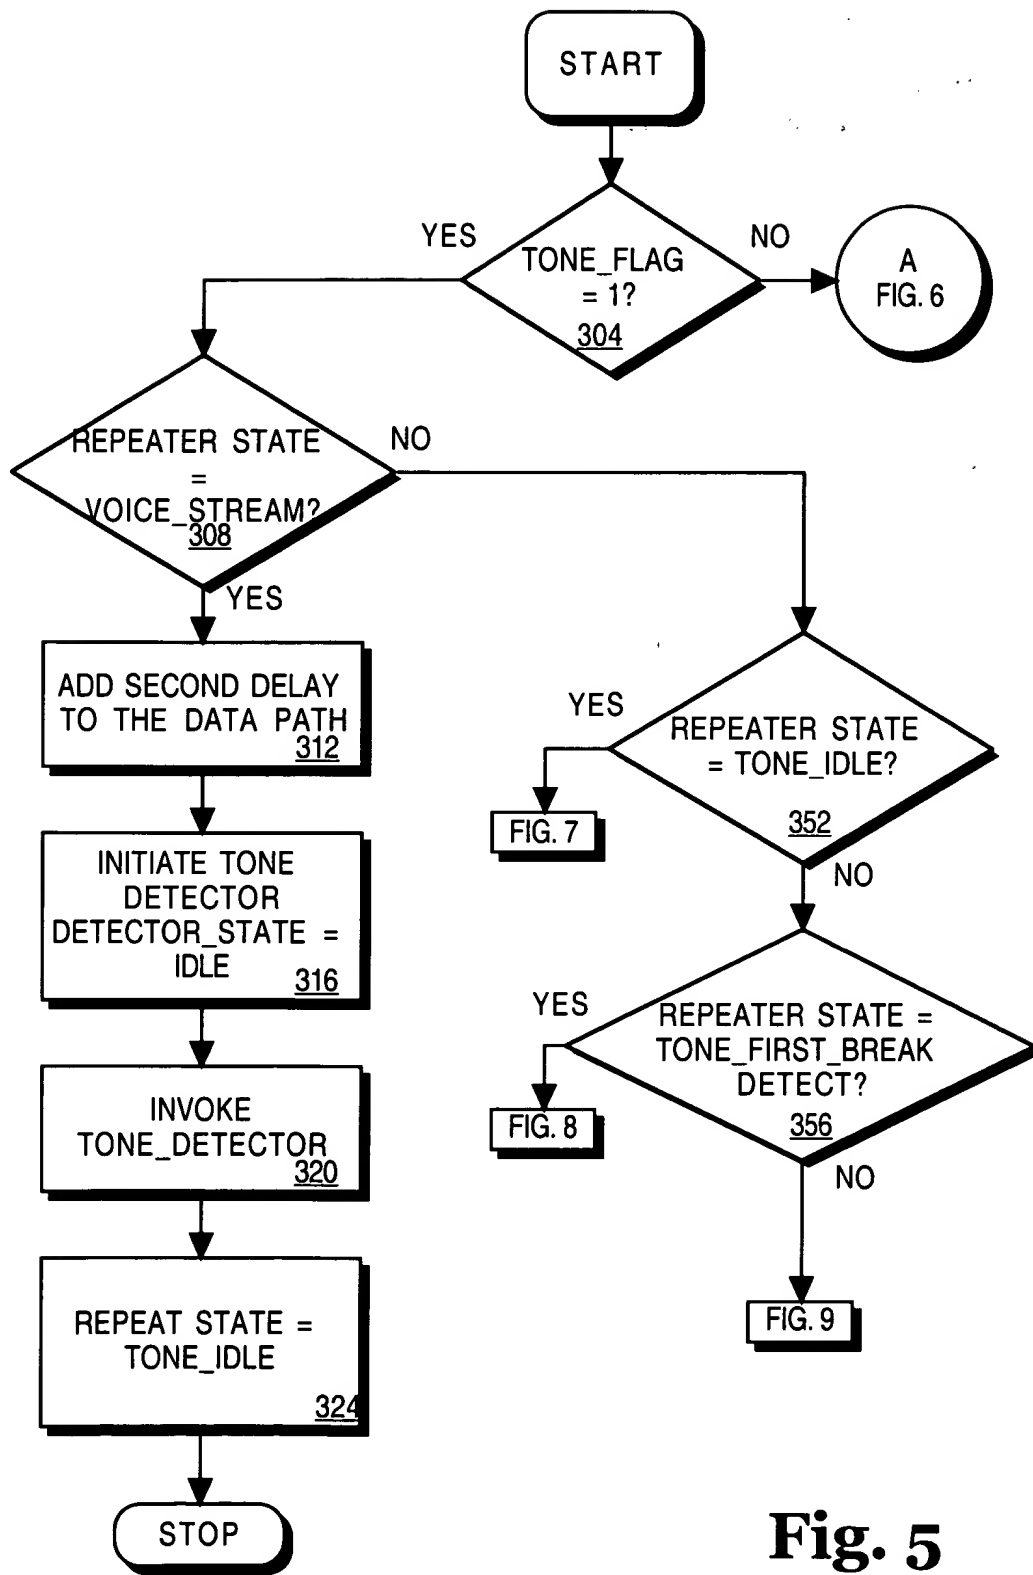 START
YES
TONE_FLAG
= 1?
304
NO
A
FIG. 6
REPEATER STATE
=
VOICE_STREAM?
308
NO
YES
ADD SECOND DELAY
TO THE DATA PATH
312
INITIATE TONE
DETECTOR
DETECTOR_STATE =
IDLE
316
INVOKE
TONE_DETECTOR
320
REPEAT STATE =
TONE_IDLE
324
STOP
YES
REPEATER STATE
= TONE_IDLE?
352
FIG. 7
NO
YES
REPEATER STATE =
TONE_FIRST_BREAK
DETECT?
356
FIG. 8
NO
FIG. 9
Fig. 5